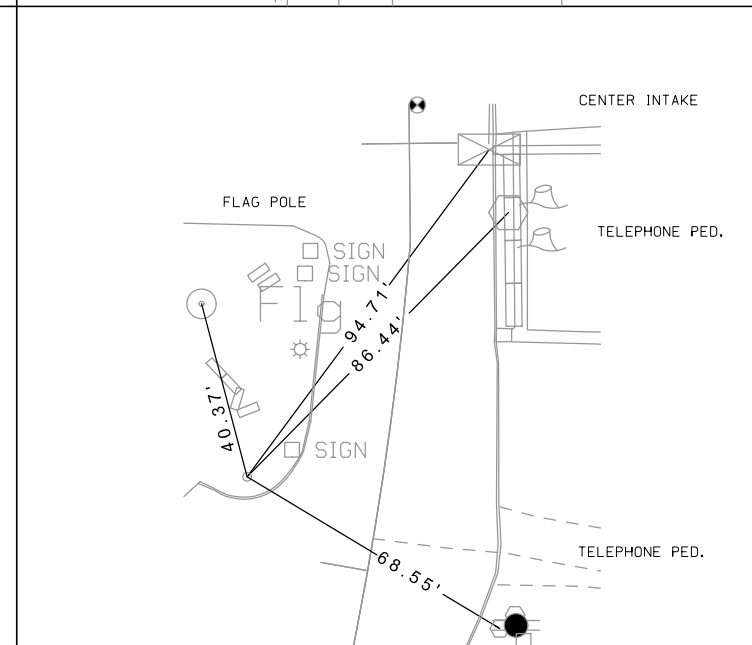 CENTER INTAKE
FLAG POLE
TELEPHONE PED.
SIGN
SIGN
Flg
94.71'
86.44'
40.37'
SIGN
TELEPHONE PED.
68.55'